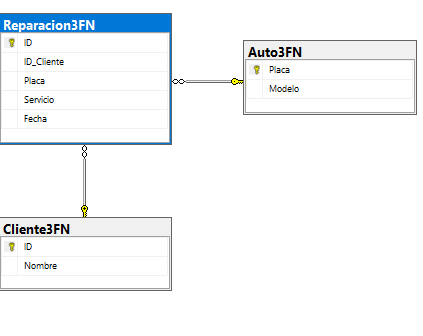 Reparacion3FN
ID
ID_Cliente
Placa
Servicio
Fecha
Auto3FN
Placa
Modelo
Cliente3FN
ID
Nombre